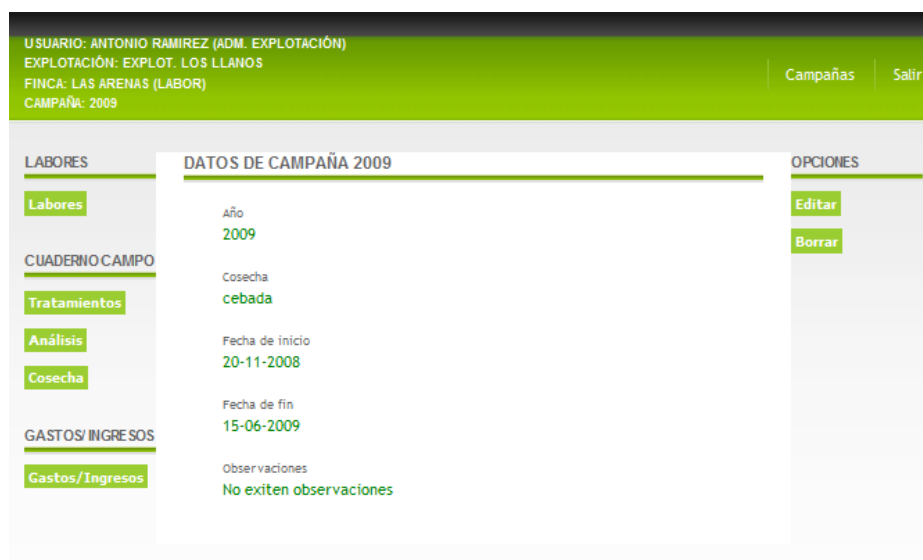 USUARIO: ANTONIO RAMIREZ (ADM. EXPLOTACIÓN)
EXPLOTACIÓN: EXPLOT. LOS LLANOS
FINCA: LAS ARENAS (LABOR)
CAMPAÑA: 2009
Campañas
Salir
LABORES
Labores
CUADERNO CAMPO
Tratamientos
Análisis
Cosecha
GASTOS/INGRESOS
Gastos/Ingresos
DATOS DE CAMPAÑA 2009
Año
2009
Cosecha
cebada
Fecha de inicio
20-11-2008
Fecha de fin
15-06-2009
Observaciones
No exiten observaciones
OPCIONES
Editar
Borrar